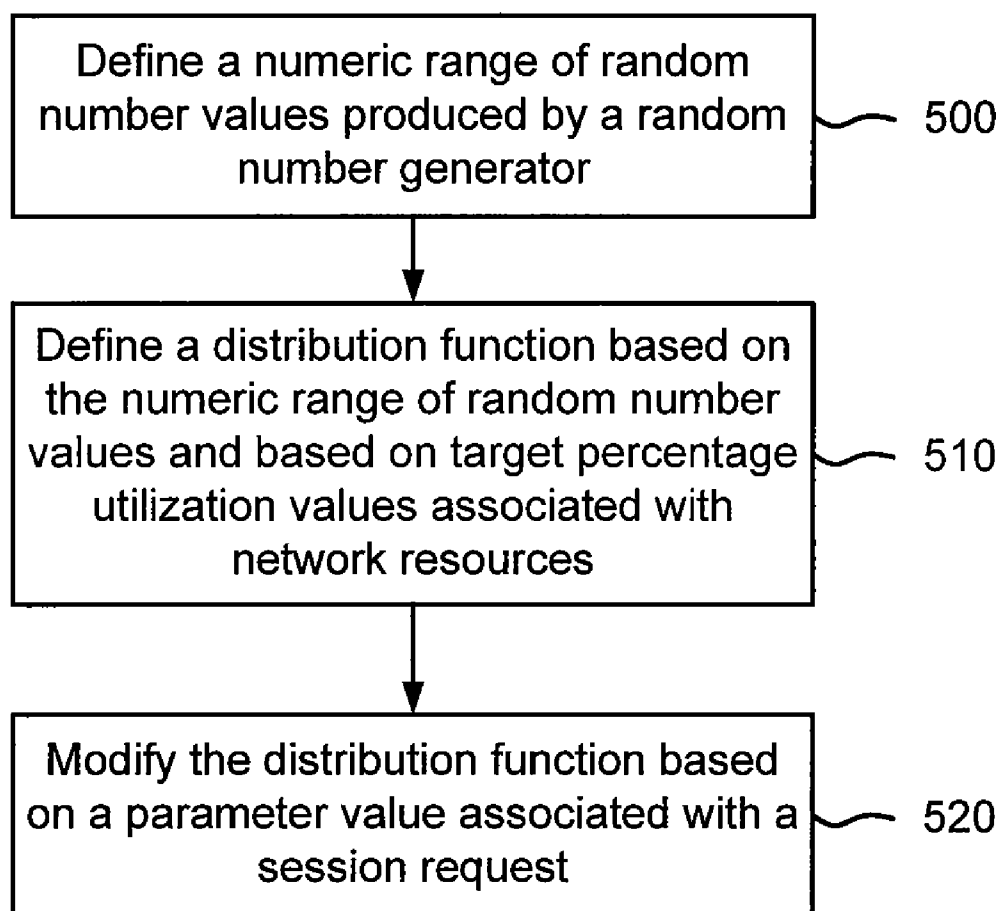 Define a numeric range of random
number values produced by a random
number generator
500
Define a distribution function based on
the numeric range of random number
values and based on target percentage
utilization values associated with
network resources
510
Modify the distribution function based
on a parameter value associated with a
session request
520